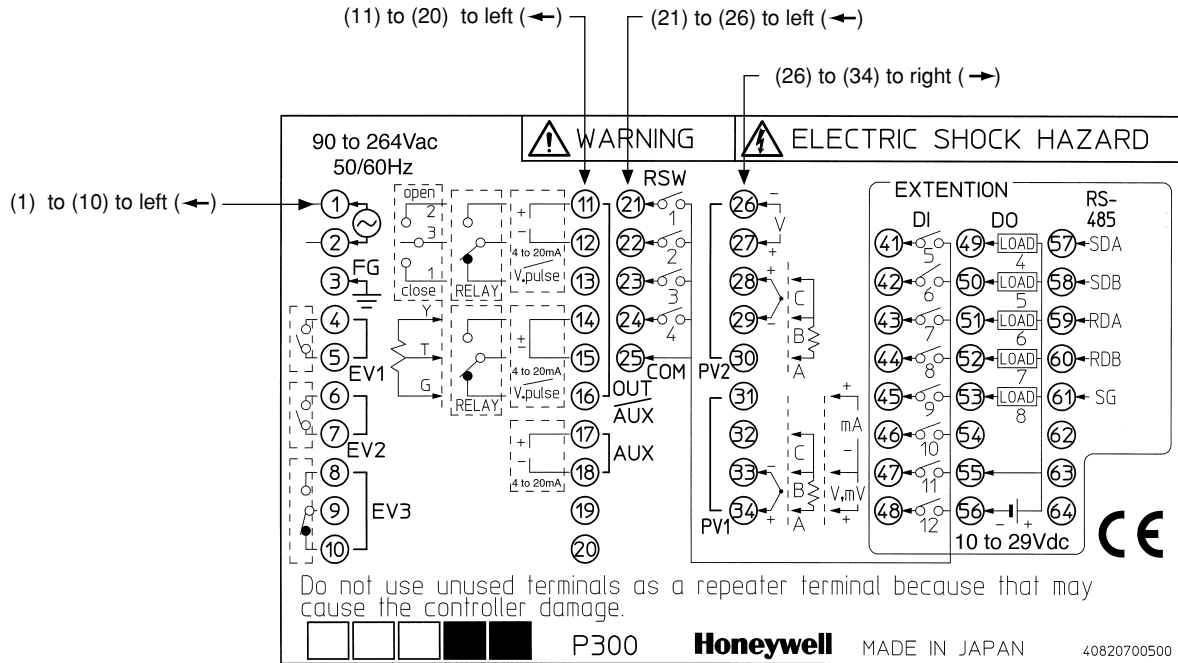 (11) to (20) to left (←)
(21) to (26) to left (←)
(26) to (34) to right (→)
(1) to (10) to left (←)
90 to 264Vac
50/60Hz
WARNING
ELECTRIC SHOCK HAZARD
1
2
3
FG
4
5
EV1
6
7
EV2
8
9
EV3
10
open
2
3
1
close
RELAY
Y
T
G
RELAY
+
-
4 to 20mA
V.pulse
+
-
4 to 20mA
V.pulse
+
-
4 to 20mA
11
12
13
14
15
16
OUT
AUX
17
18
AUX
19
20
RSW
21
1
22
2
23
3
24
4
25
COM
PV2
26
-
V
27
+
28
+
29
-
30
C
B
A
PV1
31
32
33
-
34
+
C
B
A
+
mA
-
V,mV
+
EXTENTION
DI
DO
RS-
485
41
5
49
LOAD
4
57
SDA
42
6
50
LOAD
5
58
SDB
43
7
51
LOAD
6
59
RDA
44
8
52
LOAD
7
60
RDB
45
9
53
LOAD
8
61
SG
46
10
54
62
47
11
55
63
48
12
56
- +
64
10 to 29Vdc
CE
Do not use unused terminals as a repeater terminal because that may
cause the controller damage.
P300
Honeywell
MADE IN JAPAN
40820700500